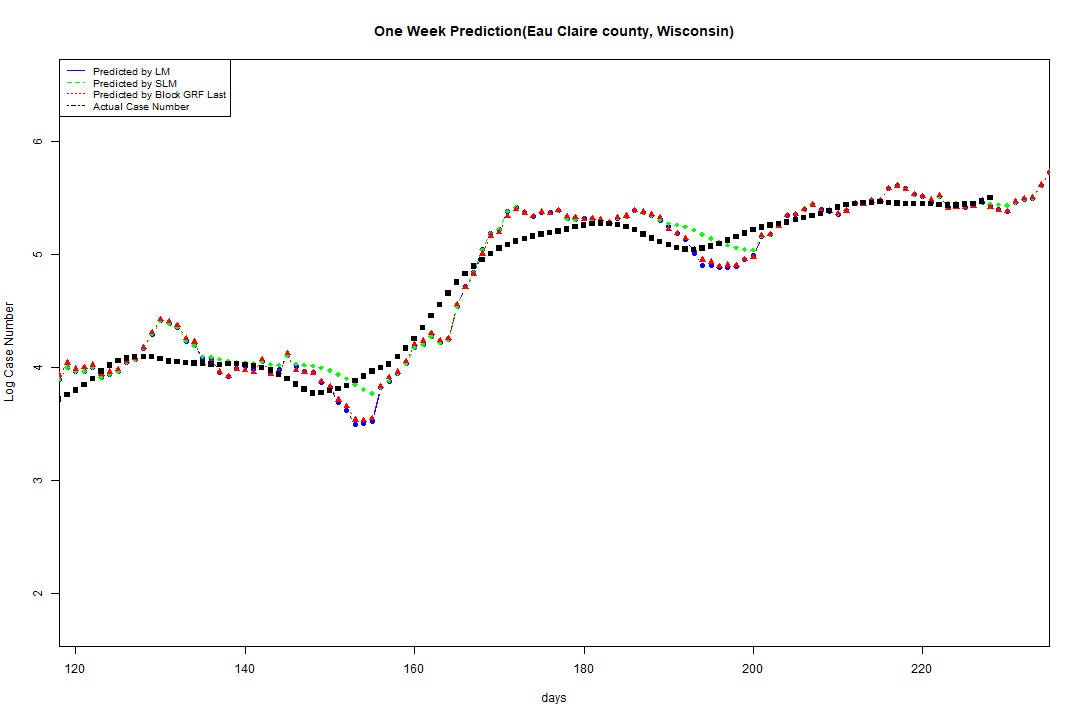 One Week Prediction(Eau Claire county, Wisconsin)
Predicted by LM
Predicted by SLM
Predicted by Block GRF Last
Actual Case Number
6
5
4
3
2
Log Case Number
120 140 160 180 200 220
days